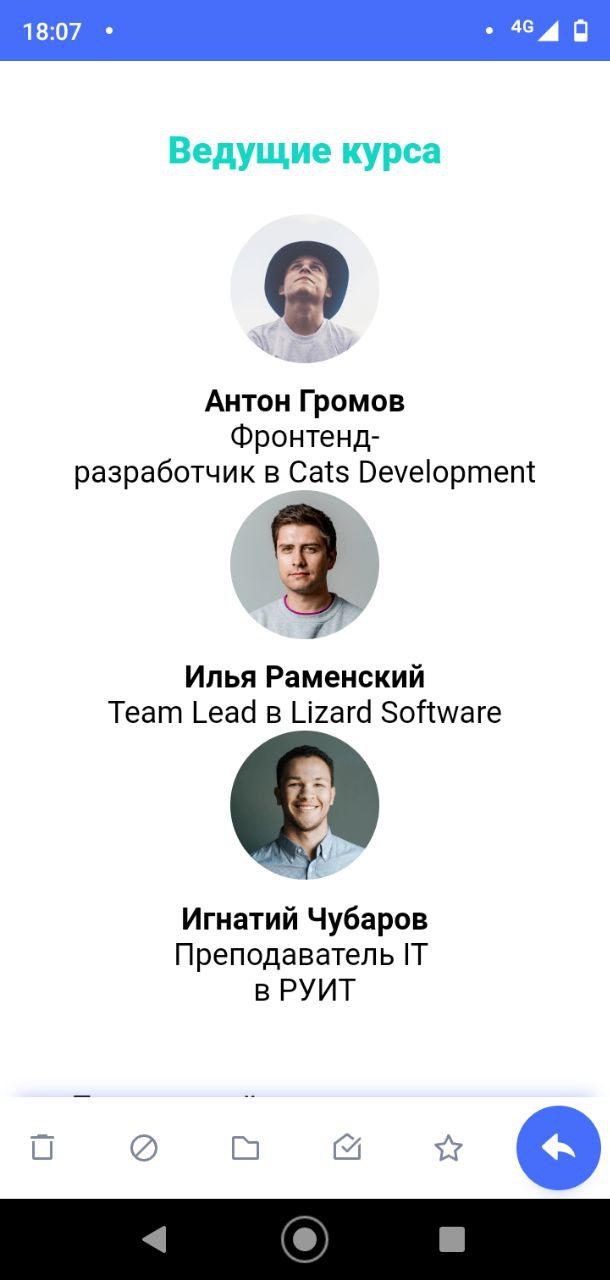 18:07
4G
Ведущие курса
Антон Громов
Фронтенд-
разработчик в Cats Development
Илья Раменский
Team Lead в Lizard Software
Игнатий Чубаров
Преподаватель IT
в РУИТ